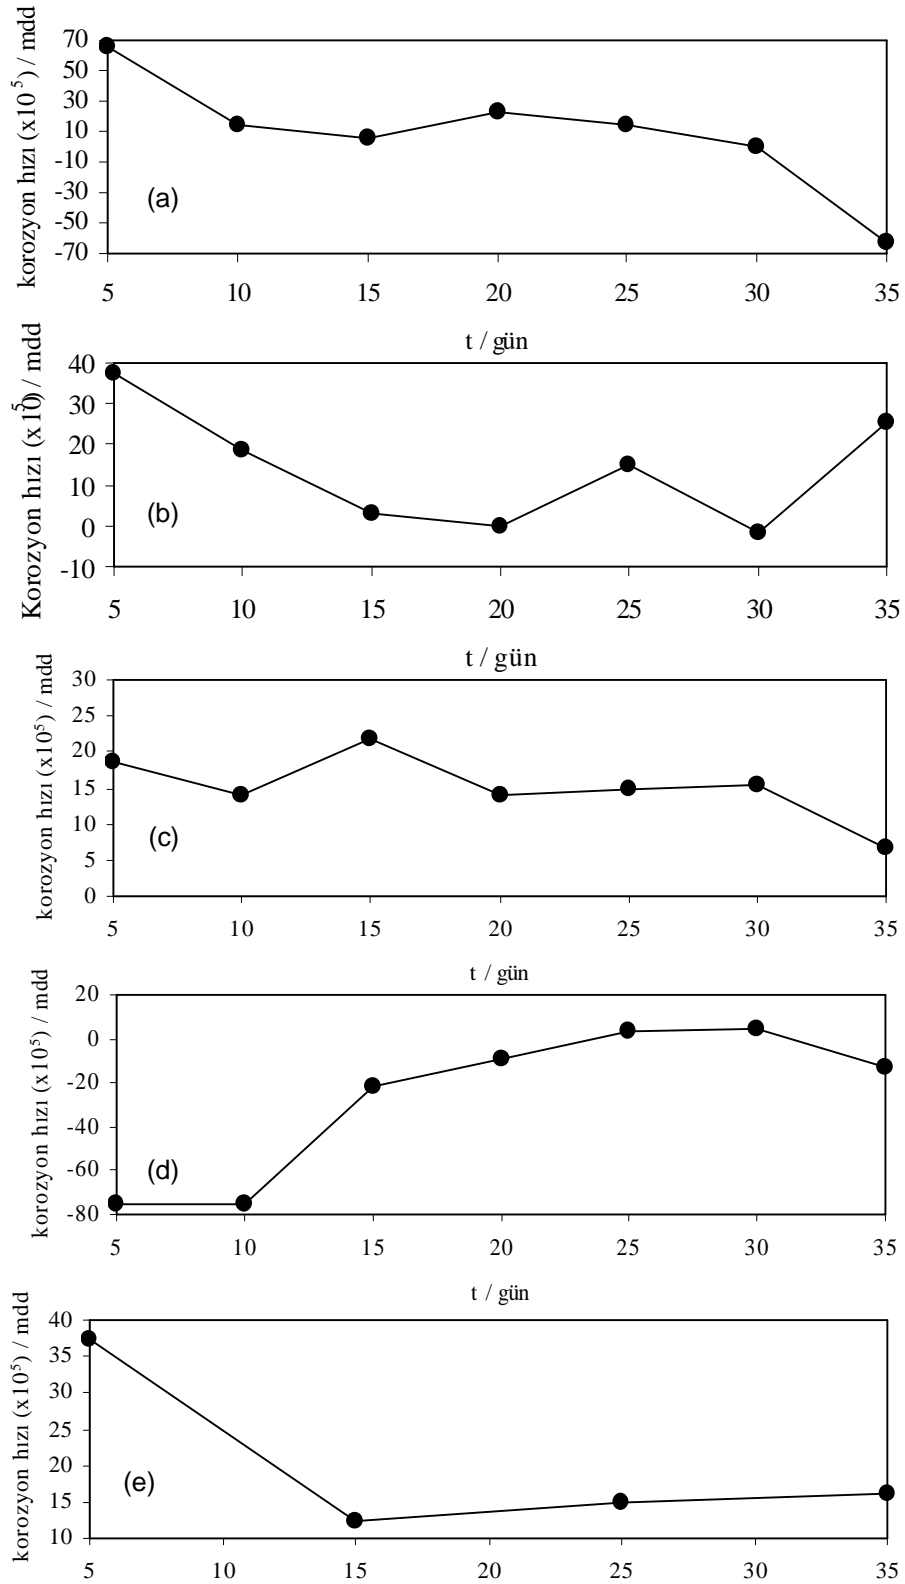 korozyon hızı (x10⁵) / mdd
70
50
30
10
-10
-30
-50
-70
(a)
5 10 15 20 25 30 35
t / gün
Korozyon hızı (x10⁵) / mdd
40
30
20
10
0
-10
(b)
5 10 15 20 25 30 35
t / gün
korozyon hızı (x10⁵) / mdd
30
25
20
15
10
5
0
(c)
5 10 15 20 25 30 35
t / gün
korozyon hızı (x10⁵) / mdd
20
0
-20
-40
-60
-80
(d)
5 10 15 20 25 30 35
t / gün
korozyon hızı (x10⁵) / mdd
40
35
30
25
20
15
10
(e)
5 10 15 20 25 30 35